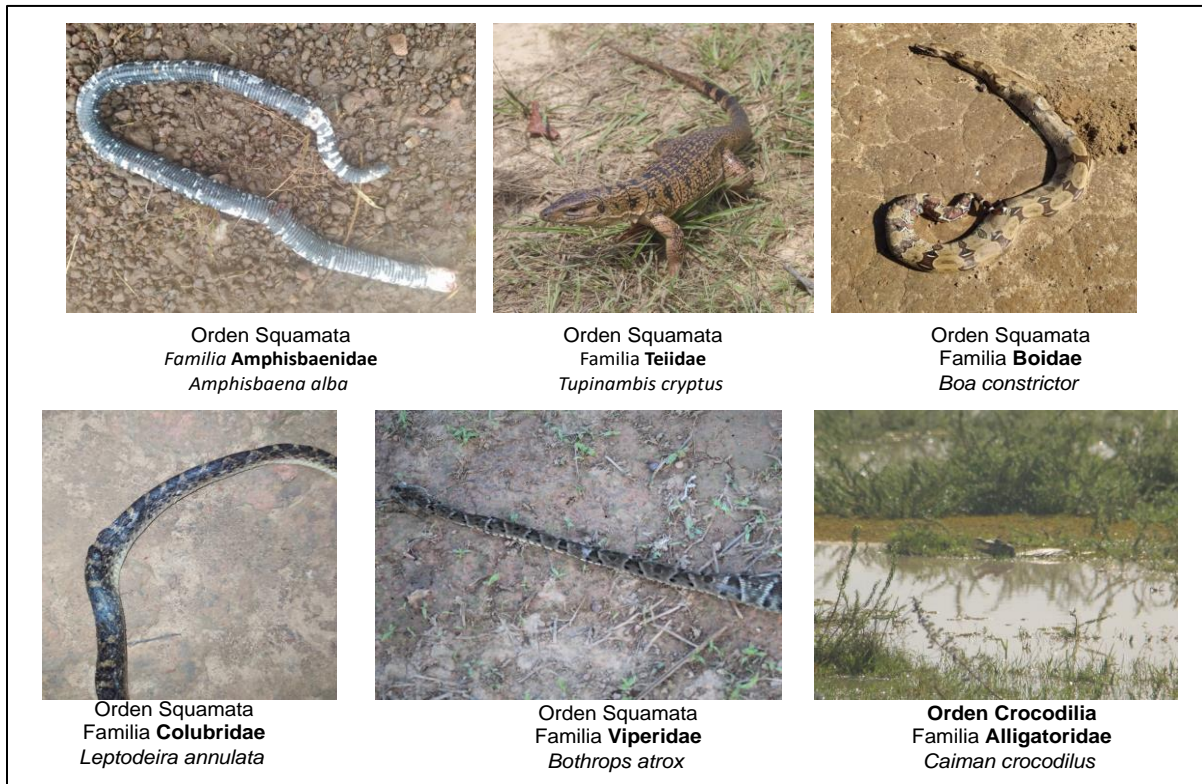 Orden Squamata
Familia Amphisbaenidae
Amphisbaena alba
Orden Squamata
Familia Teiidae
Tupinambis cryptus
Orden Squamata
Familia Boidae
Boa constrictor
Orden Squamata
Familia Colubridae
Leptodeira annulata
Orden Squamata
Familia Viperidae
Bothrops atrox
Orden Crocodilia
Familia Alligatoridae
Caiman crocodilus